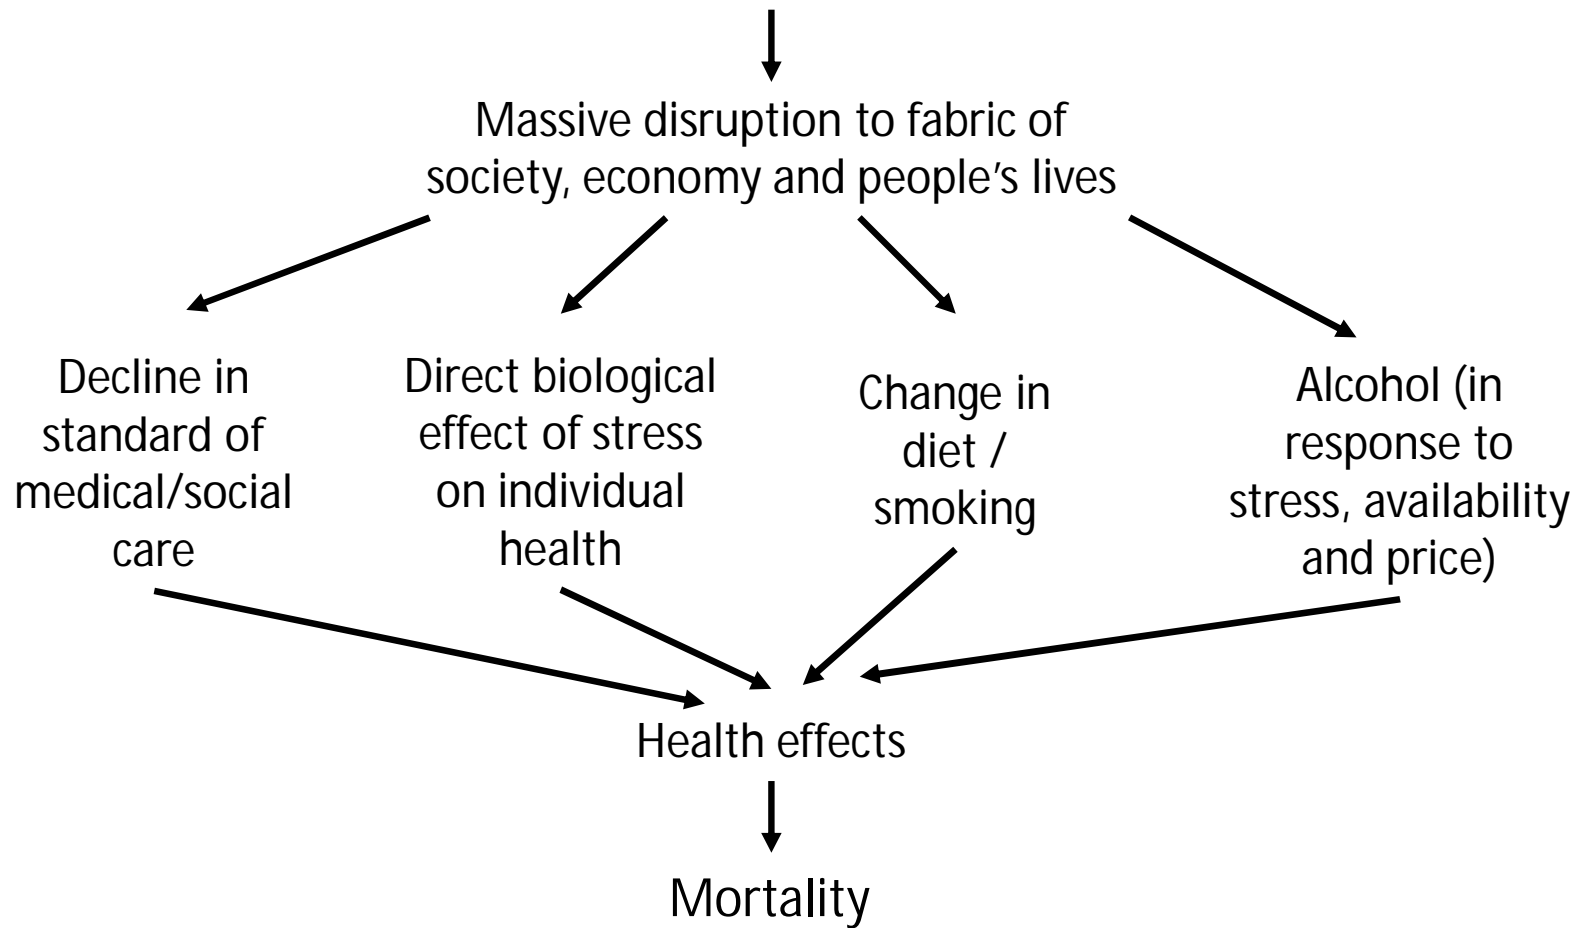 Massive disruption to fabric of
society, economy and people’s lives
Decline in
standard of
medical/social
care
Direct biological
effect of stress
on individual
health
Change in
diet /
smoking
Alcohol (in
response to
stress, availability
and price)
Health effects
Mortality